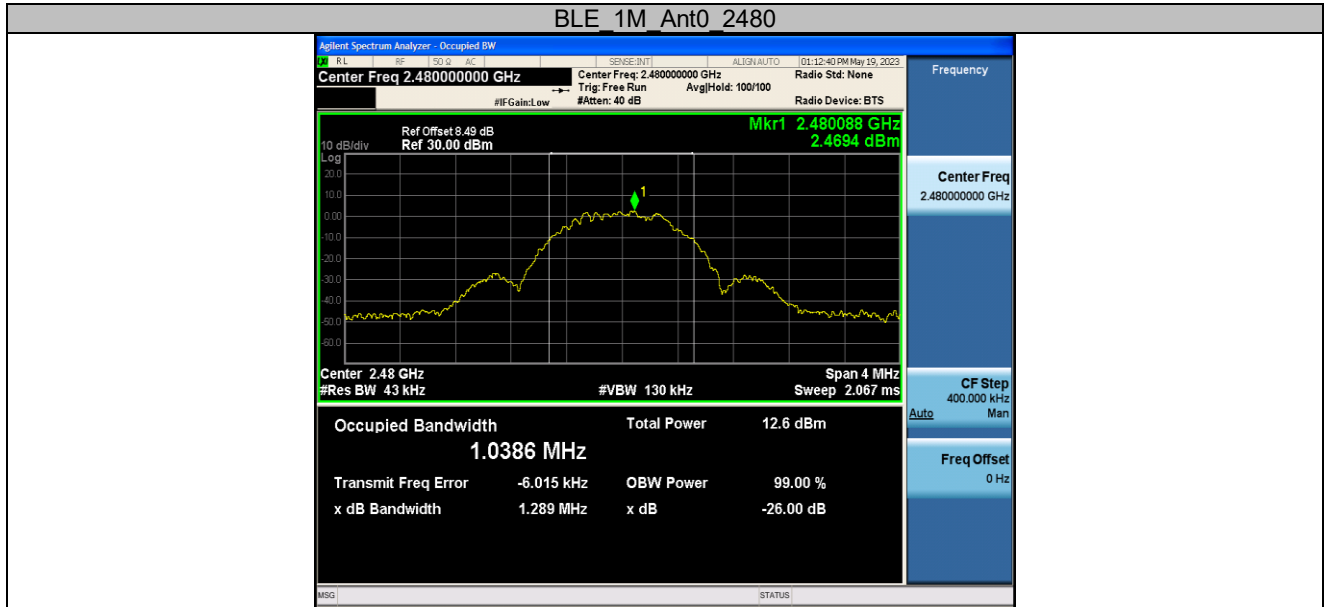 BLE_1M_Ant0_2480
Agilent Spectrum Analyzer - Occupied BW
LXI RL RF 50 Ω AC SENSE:INT ALIGN AUTO 01:12:40 PM May 19, 2023
Center Freq 2.480000000 GHz
Center Freq: 2.480000000 GHz
Radio Std: None
Trig: Free Run Avg|Hold: 100/100
#IFGain:Low #Atten: 40 dB Radio Device: BTS
Frequency
Mkr1 2.480088 GHz
2.4694 dBm
Ref Offset 8.49 dB
10 dB/div Ref 30.00 dBm
Log
20.0
10.0
0.00
-10.0
-20.0
-30.0
-40.0
-50.0
-60.0
1
Center 2.48 GHz Span 4 MHz
#Res BW 43 kHz #VBW 130 kHz Sweep 2.067 ms
Occupied Bandwidth Total Power 12.6 dBm
1.0386 MHz
Transmit Freq Error -6.015 kHz OBW Power 99.00 %
x dB Bandwidth 1.289 MHz x dB -26.00 dB
Center Freq
2.480000000 GHz
CF Step
400.000 kHz
Auto Man
Freq Offset
0 Hz
MSG STATUS